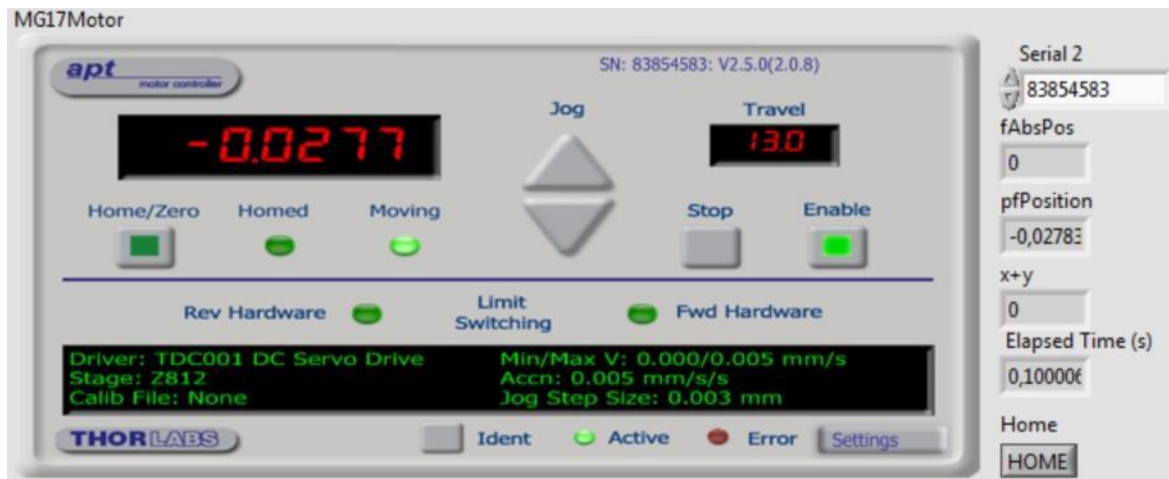 MG17Motor
apt
motor controller
SN: 83854583: V2.5.0(2.0.8)
Jog
Travel
-0.0277
13.0
Home/Zero Homed Moving
Stop Enable
Rev Hardware
Limit
Switching
Fwd Hardware
Driver: TDC001 DC Servo Drive
Stage: Z812
Calib File: None
Min/Max V: 0.000/0.005 mm/s
Accn: 0.005 mm/s/s
Jog Step Size: 0.003 mm
THORLABS
Ident Active Error Settings
Serial 2
83854583
fAbsPos
0
pfPosition
-0,02783
x+y
0
Elapsed Time (s)
0,100006
Home
HOME